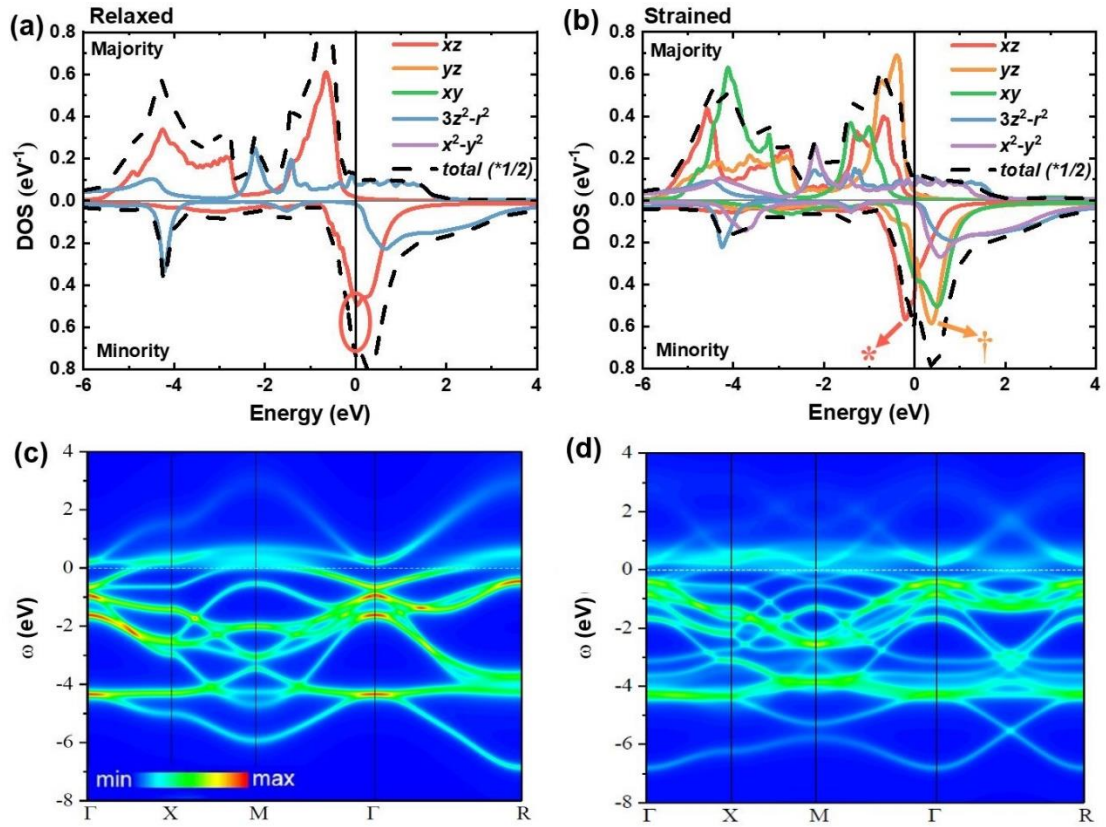 (a) Relaxed
Majority
xz
yz
xy
3z²-r²
x²-y²
total (*1/2)
0.8
0.6
0.4
0.2
0.0
0.2
0.4
0.6
0.8
DOS (eV⁻¹)
Minority
-6 -4 -2 0 2 4
Energy (eV)
(b) Strained
Majority
xz
yz
xy
3z²-r²
x²-y²
total (*1/2)
0.8
0.6
0.4
0.2
0.0
0.2
0.4
0.6
0.8
DOS (eV⁻¹)
Minority
* †
-6 -4 -2 0 2 4
Energy (eV)
(c)
4
2
0
-2
-4
-6
-8
ω (eV)
min max
Γ X M Γ R
(d)
4
2
0
-2
-4
-6
-8
ω (eV)
Γ X M Γ R